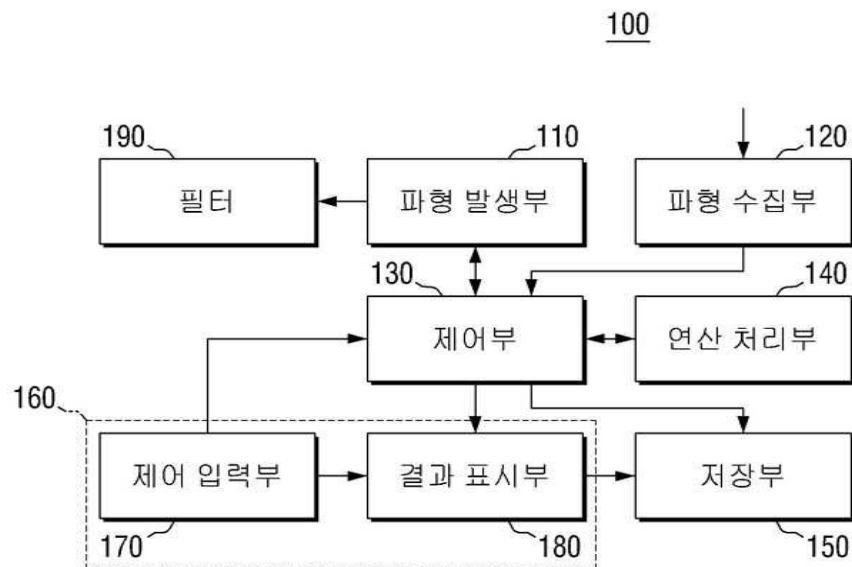 100
190
110
120
필터
파형 발생부
파형 수집부
130
140
제어부
연산 처리부
160
제어 입력부
결과 표시부
저장부
170
180
150